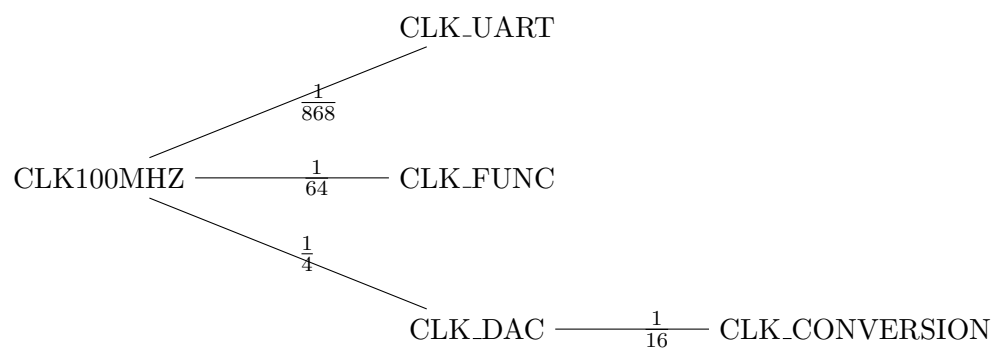 CLK_UART
1/868
CLK100MHZ 1/64 CLK_FUNC
1/4
CLK_DAC 1/16 CLK_CONVERSION